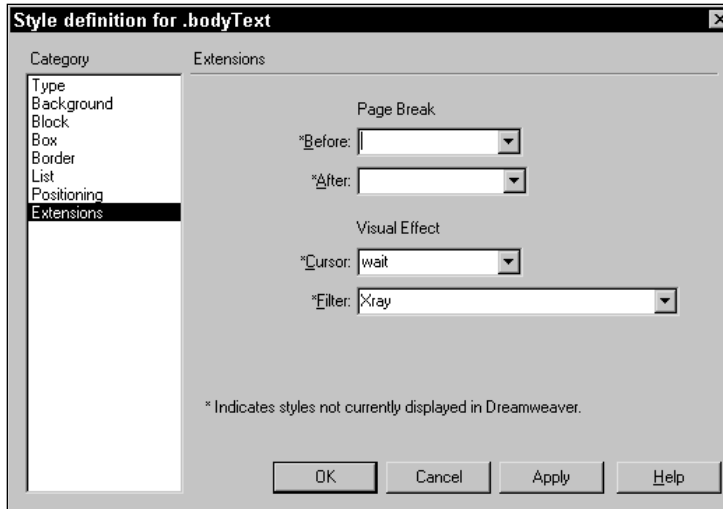 Style definition for .bodyText
Category
Type
Background
Block
Box
Border
List
Positioning
Extensions
Extensions
Page Break
*Before:
*After:
Visual Effect
*Cursor: wait
*Filter: Xray
* Indicates styles not currently displayed in Dreamweaver.
OK Cancel Apply Help